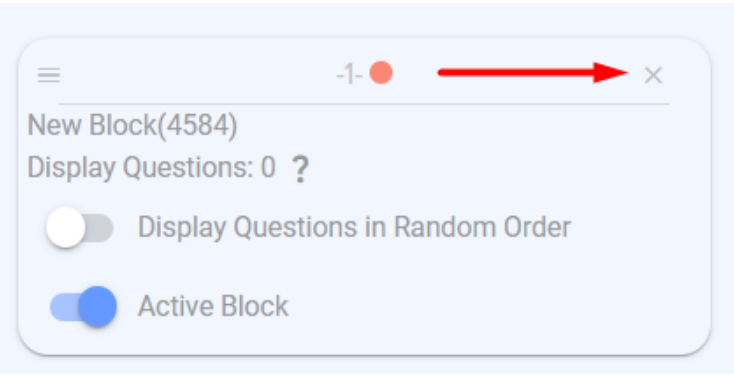 -1-
New Block(4584)
Display Questions: 0 ?
Display Questions in Random Order
Active Block